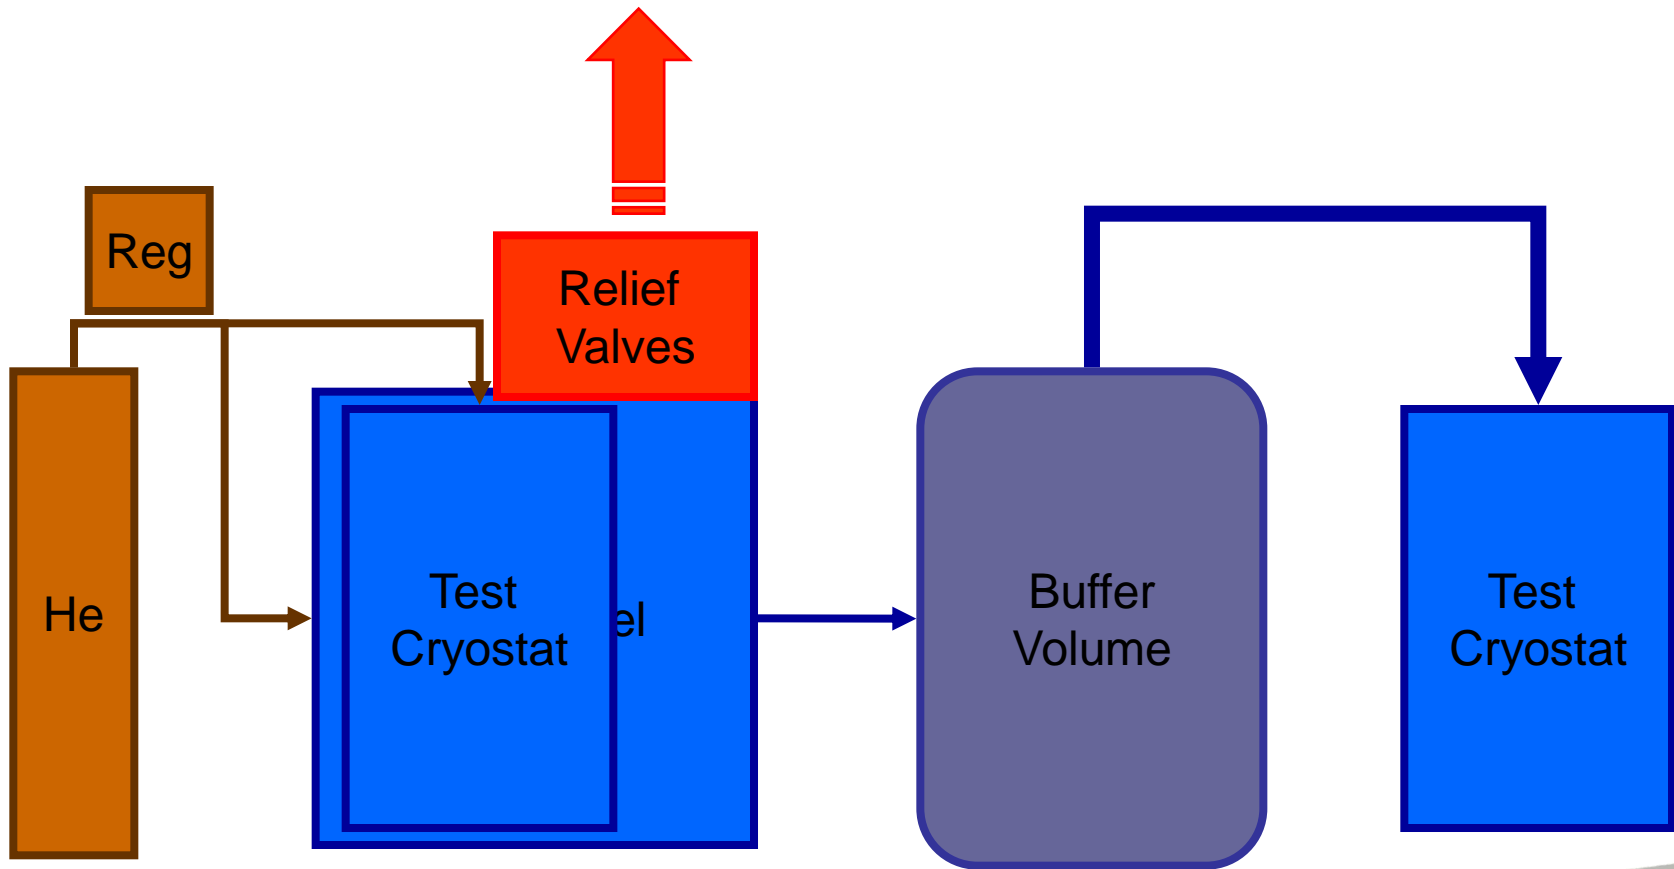 Reg
Relief
Valves
He
Test
Cryostat
el
Buffer
Volume
Test
Cryostat